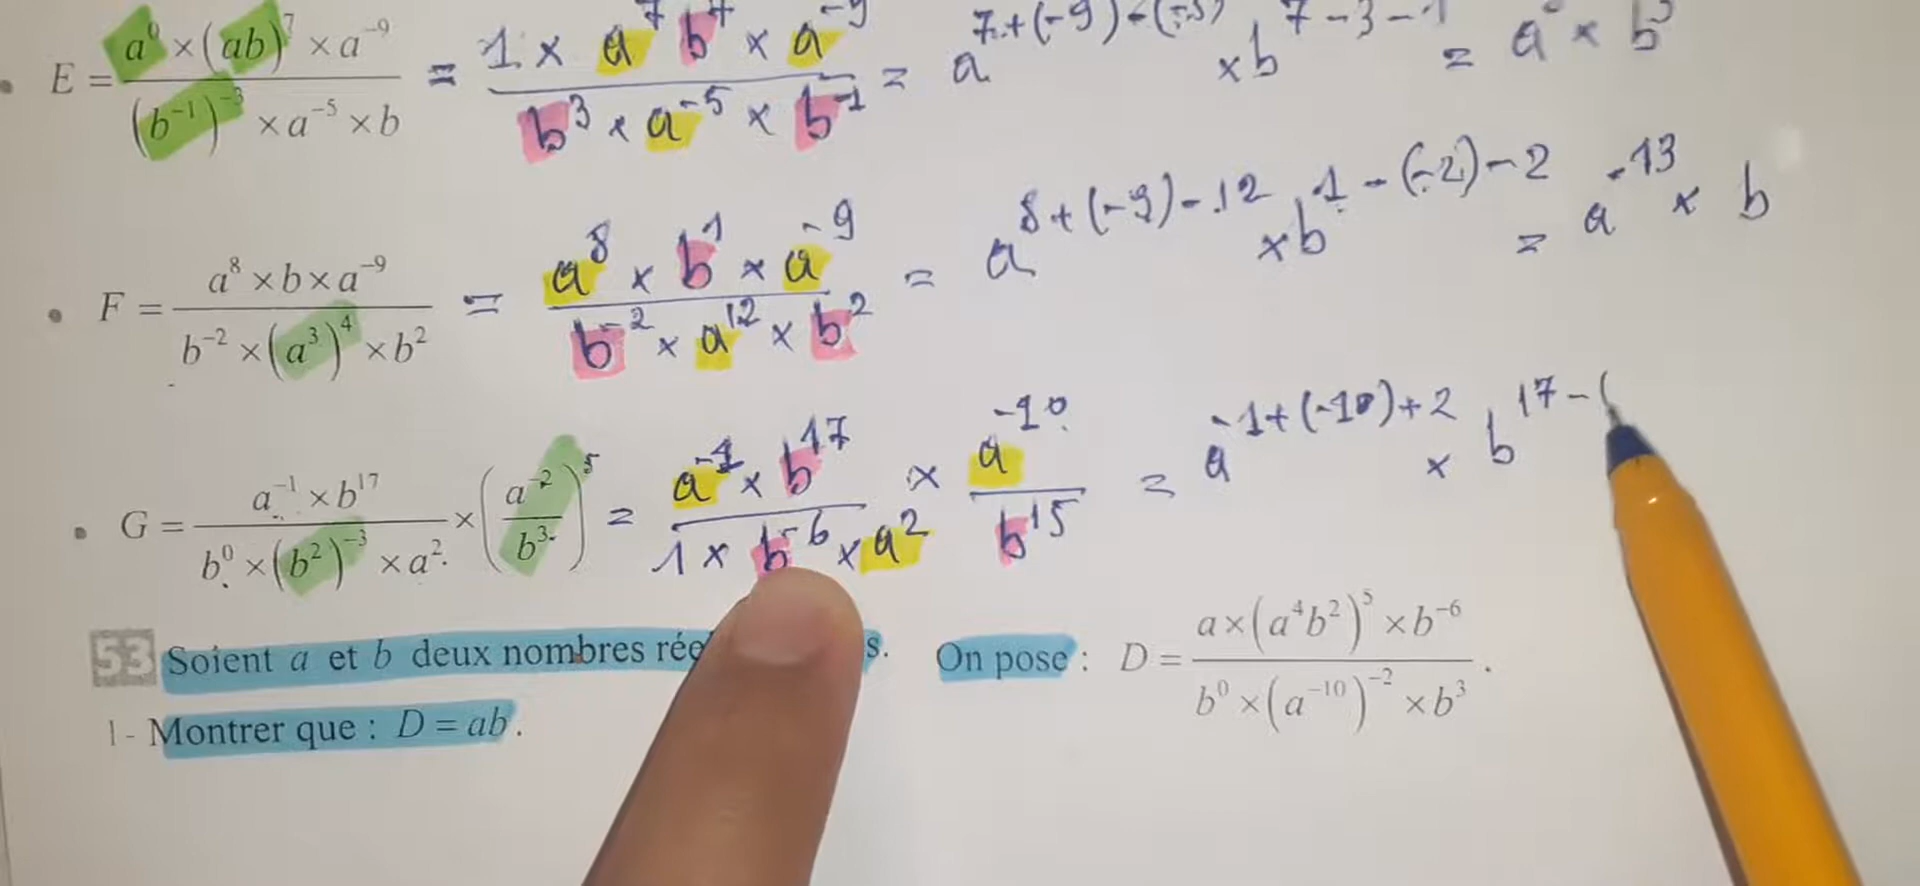 E = a⁰ × (ab)⁷ × a⁻⁹ / (b⁻¹)⁻³ × a⁻⁵ × b = 1 × a⁷ b⁷ × a⁻⁹ / b³ × a⁻⁵ × b⁻¹ = a^7+(-9)-(-5) × b^7-3-1 = a × b³
F = a⁸ × b × a⁻⁹ / b⁻² × (a³)⁴ × b² = a⁸ × b¹ × a⁻⁹ / b⁻² × a¹² × b² = a^8+(-9)-12 × b^1-(-2)-2 = a⁻¹³ × b
G = a⁻¹ × b¹⁷ / b⁰ × (b²)⁻³ × a² × (a⁻² / b³)⁵ = a⁻¹ × b¹⁷ / 1 × b⁻⁶ × a² × a⁻¹⁰ / b¹⁵ = a^-1+(-10)+2 × b^17-(
53 Soient a et b deux nombres rée s. On pose : D = a × (a⁴b²)⁵ × b⁻⁶ / b⁰ × (a⁻¹⁰)⁻² × b³ .
1- Montrer que : D = ab .